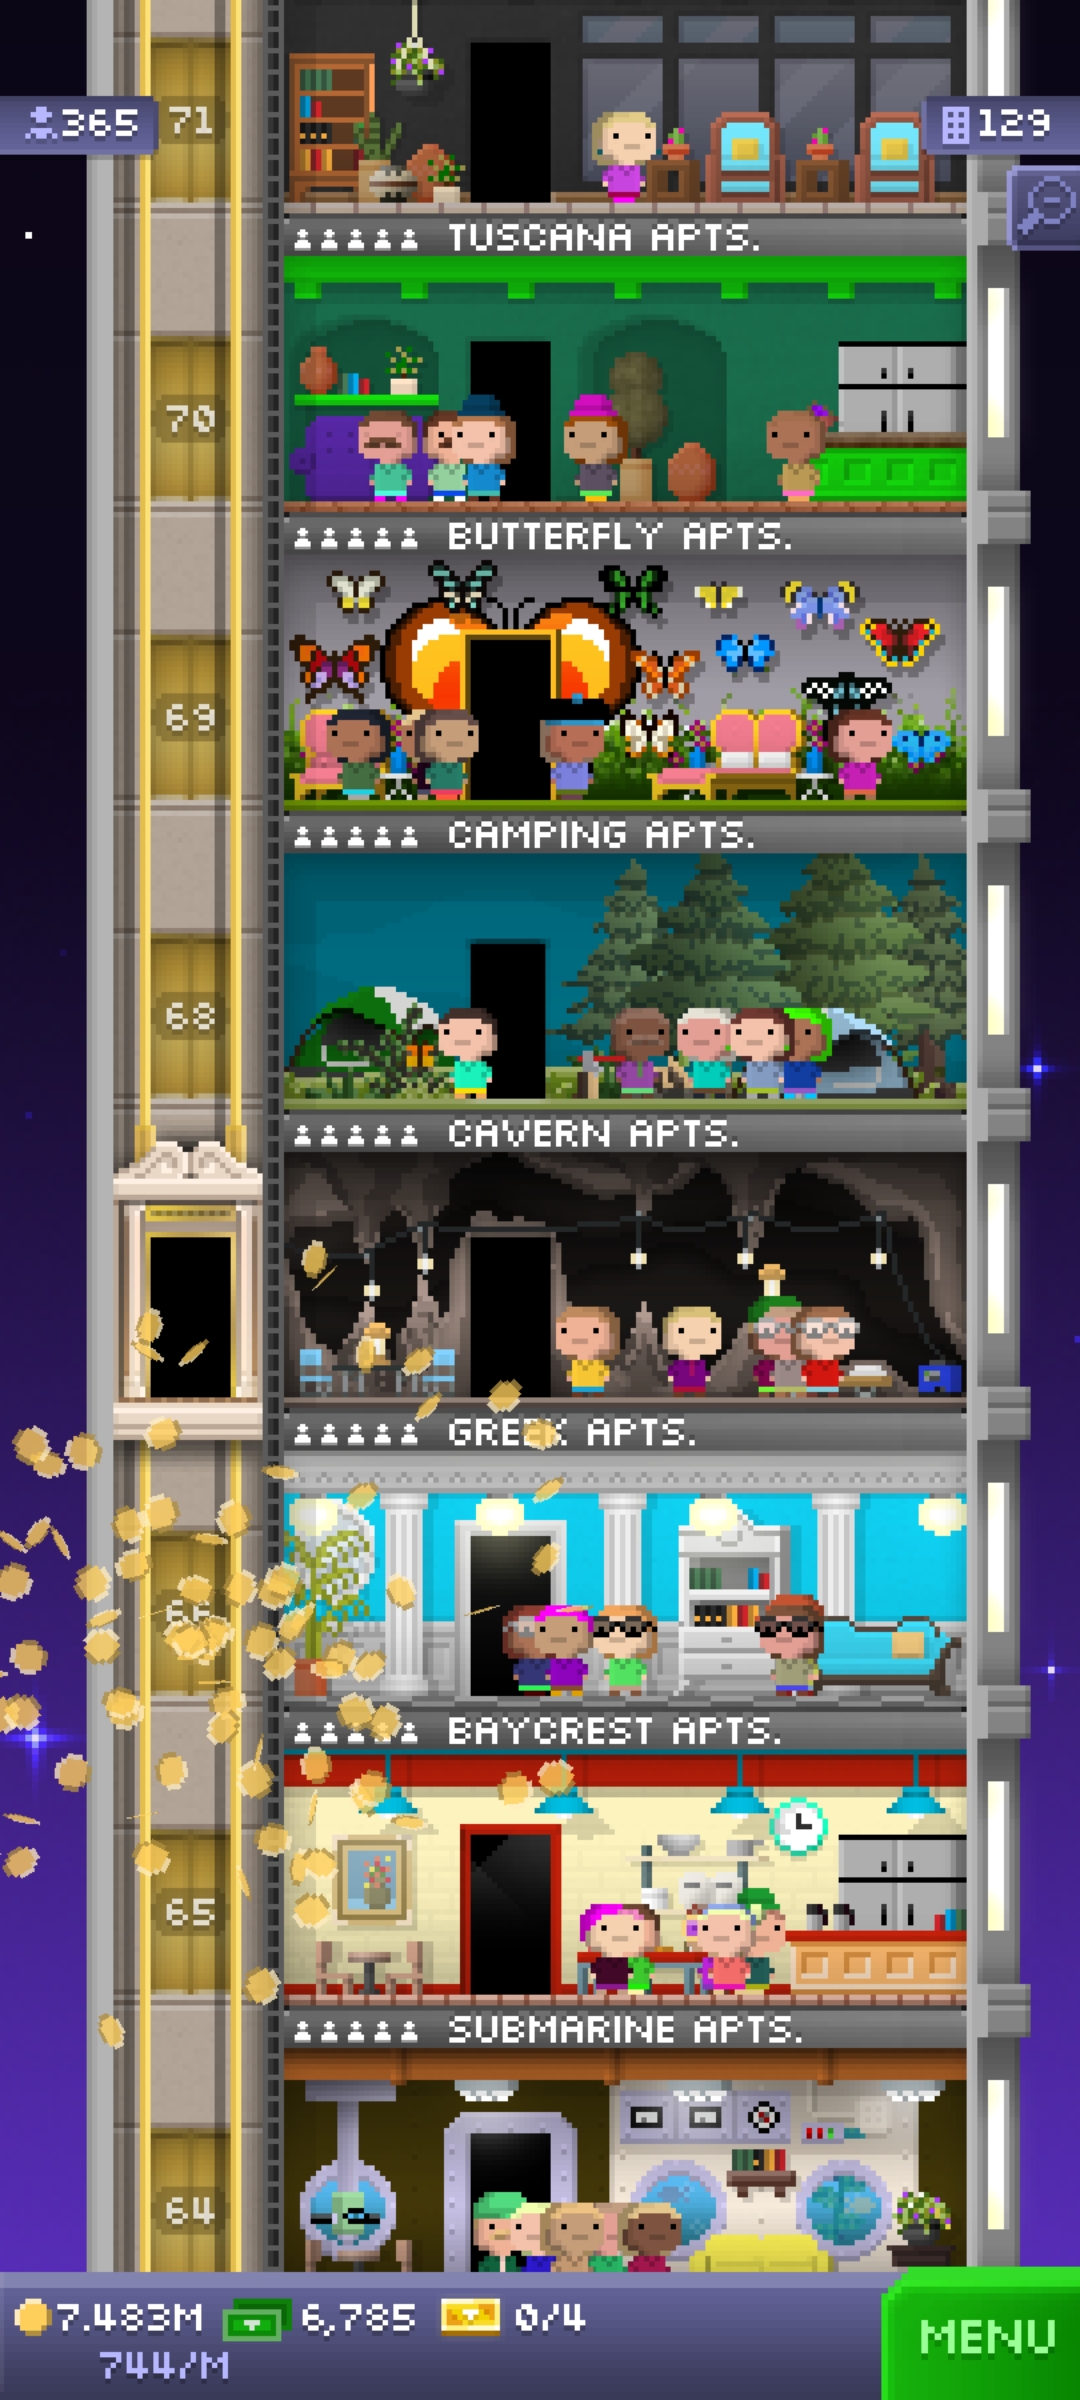 71
365
129
TUSCANA APTS.
70
BUTTERFLY APTS.
69
CAMPING APTS.
68
CAVERN APTS.
GREEK APTS.
66
BAYCREST APTS.
65
SUBMARINE APTS.
64
7.483M 6,785 0/4
744/M
MENU